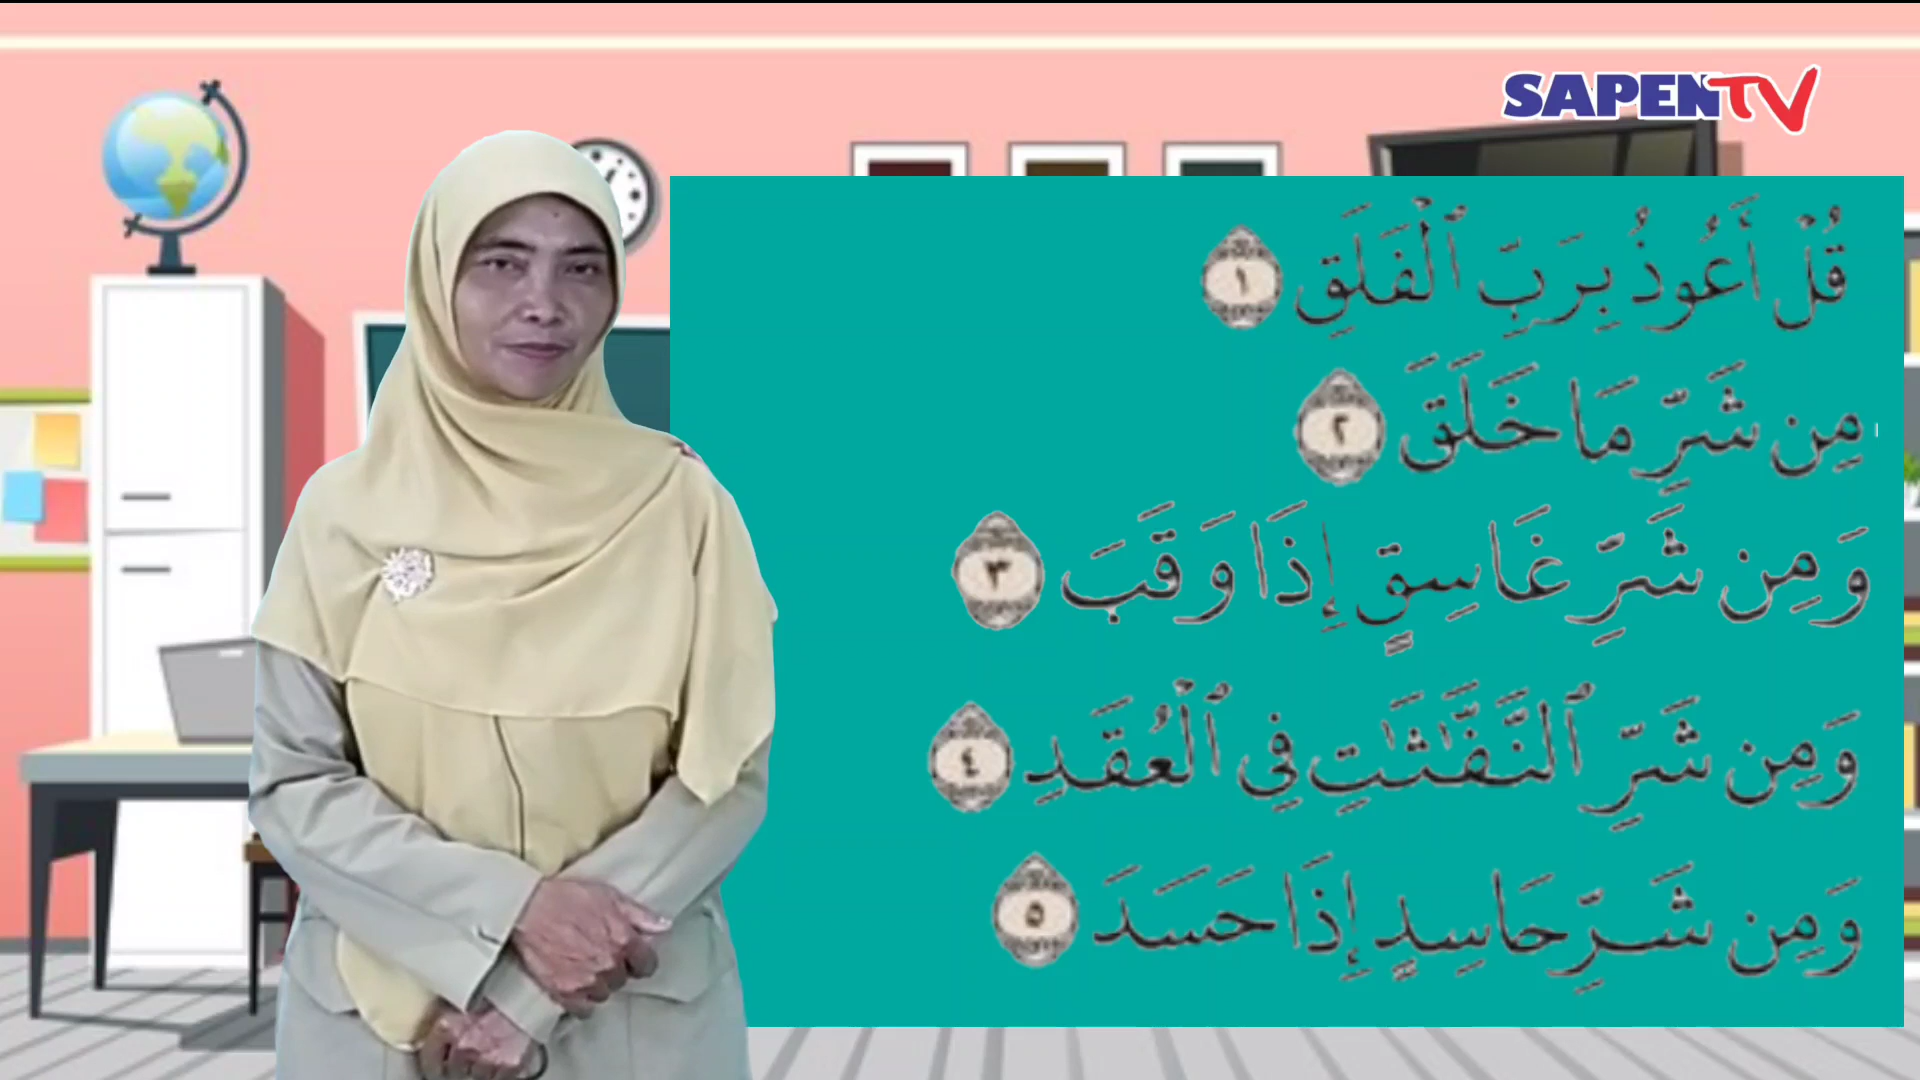 SAPENTV
قُلْ أَعُوذُ بِرَبِّ ٱلْفَلَقِ ١
مِن شَرِّ مَا خَلَقَ ٢
وَمِن شَرِّ غَاسِقٍ إِذَا وَقَبَ ٣
وَمِن شَرِّ ٱلنَّفَّـٰثَـٰتِ فِى ٱلْعُقَدِ ٤
وَمِن شَرِّ حَاسِدٍ إِذَا حَسَدَ ٥